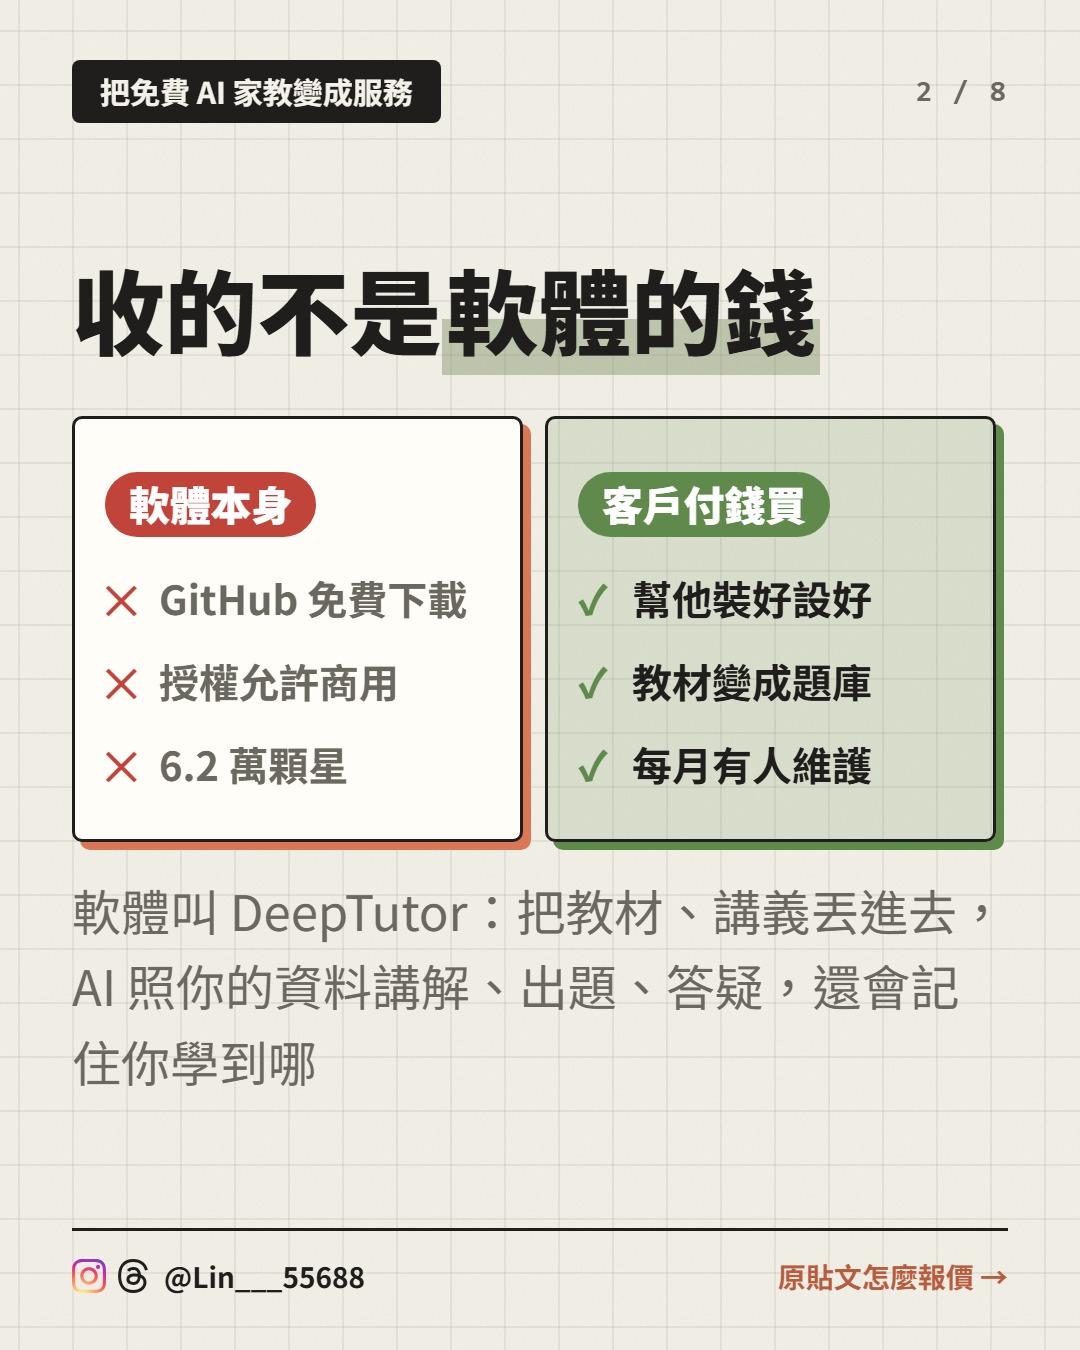 把免費 AI 家教變成服務
2 / 8
收的不是軟體的錢
軟體本身
✕ GitHub 免費下載
✕ 授權允許商用
✕ 6.2 萬顆星
客戶付錢買
✓ 幫他裝好設好
✓ 教材變成題庫
✓ 每月有人維護
軟體叫 DeepTutor：把教材、講義丟進去，
AI 照你的資料講解、出題、答疑，還會記
住你學到哪
@Lin___55688
原貼文怎麼報價 →